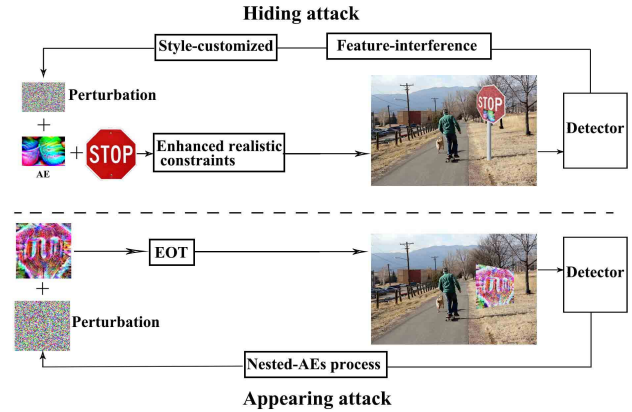 Hiding attack
Style-customized
Feature-interference
Perturbation
+
AE
+
STOP
Enhanced realistic
constraints
STOP
Detector
EOT
+
Perturbation
Detector
Nested-AEs process
Appearing attack